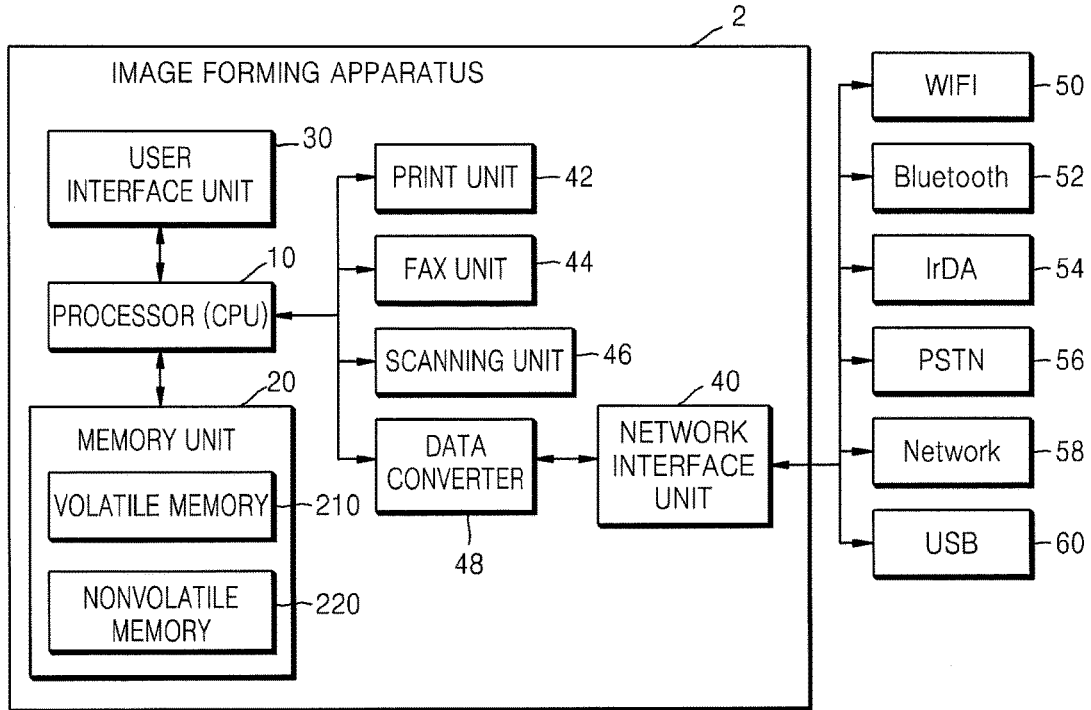 2
IMAGE FORMING APPARATUS
30
USER
INTERFACE UNIT
10
PROCESSOR (CPU)
20
MEMORY UNIT
VOLATILE MEMORY
210
NONVOLATILE
MEMORY
220
PRINT UNIT
42
FAX UNIT
44
SCANNING UNIT
46
DATA
CONVERTER
48
40
NETWORK
INTERFACE
UNIT
WIFI
50
Bluetooth
52
IrDA
54
PSTN
56
Network
58
USB
60